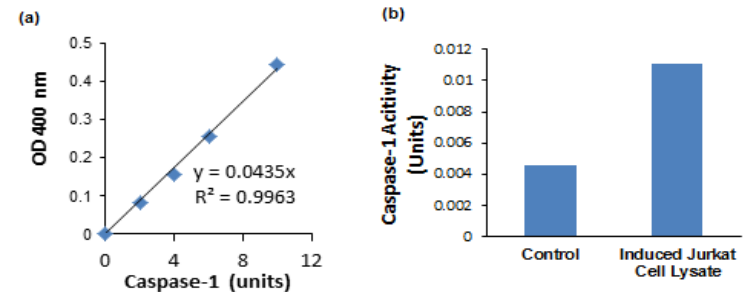 (a)
OD400 nm
0.5
0.4
0.3
0.2
0.1
0
y = 0.0435x
R² = 0.9963
0 4 8 12
Caspase-1 (units)
(b)
Caspase-1 Acitivity
(Units)
0.012
0.01
0.008
0.006
0.004
0.002
0
Control
Induced Jurkat
Cell Lysate